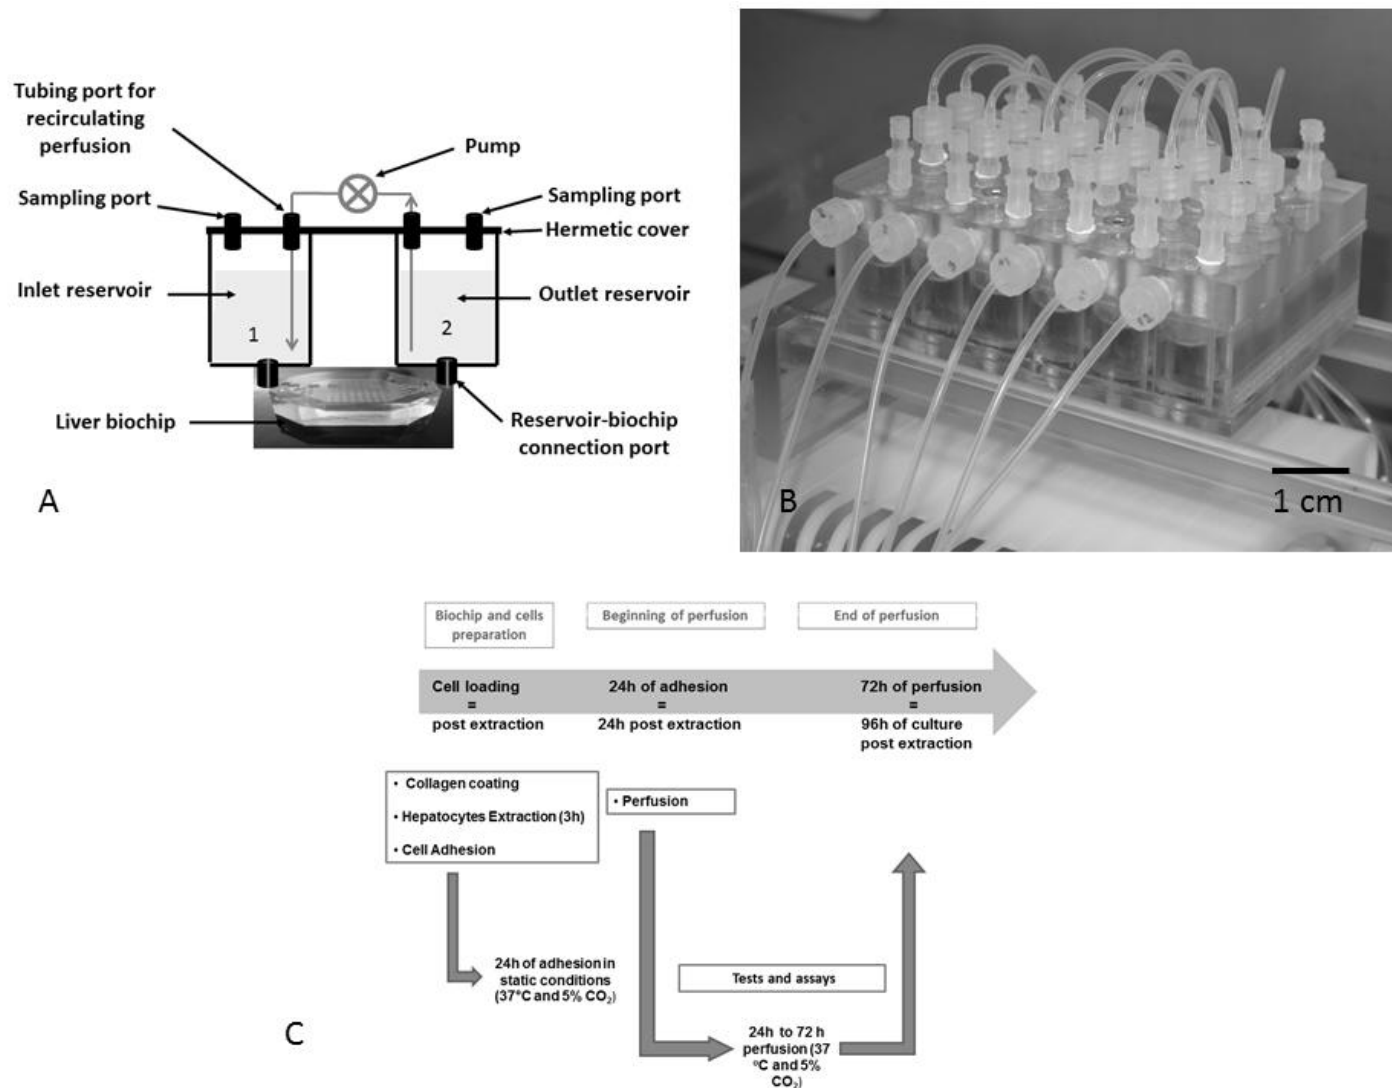 Tubing port for
recirculating
perfusion
Pump
Sampling port
Sampling port
Hermetic cover
Inlet reservoir
Outlet reservoir
1
2
Liver biochip
Reservoir-biochip
connection port
A
B
1 cm
Biochip and cells
preparation
Beginning of perfusion
End of perfusion
Cell loading
=
post extraction
24h of adhesion
=
24h post extraction
72h of perfusion
=
96h of culture
post extraction
• Collagen coating
• Hepatocytes Extraction (3h)
• Cell Adhesion
• Perfusion
24h of adhesion in
static conditions
(37°C and 5% CO₂)
Tests and assays
24h to 72 h
perfusion (37
°C and 5%
CO₂)
C